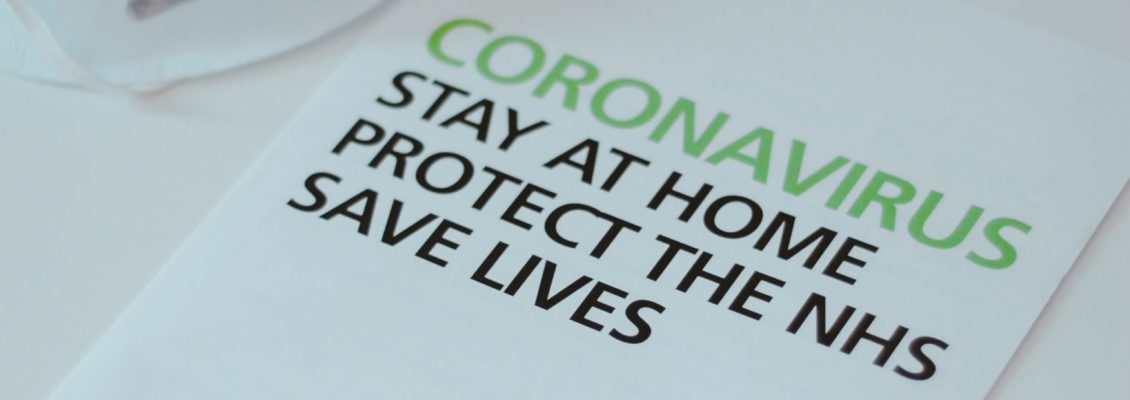 CORONAVIRUS
STAY AT HOME
PROTECT THE NHS
SAVE LIVES